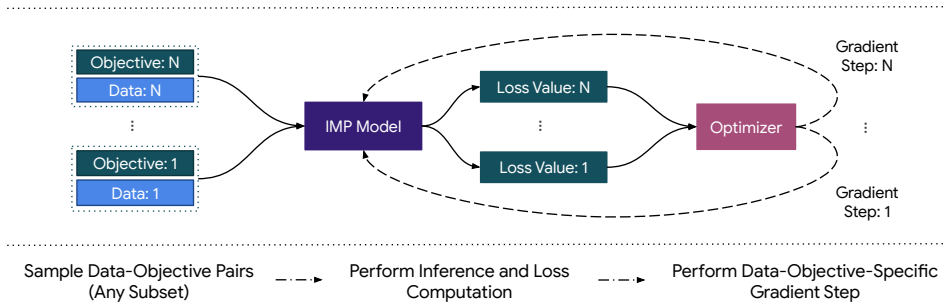 Objective: N
Data: N
Objective: 1
Data: 1
IMP Model
Loss Value: N
Loss Value: 1
Optimizer
Gradient
Step: N
Gradient
Step: 1
Sample Data-Objective Pairs
(Any Subset)
Perform Inference and Loss
Computation
Perform Data-Objective-Specific
Gradient Step